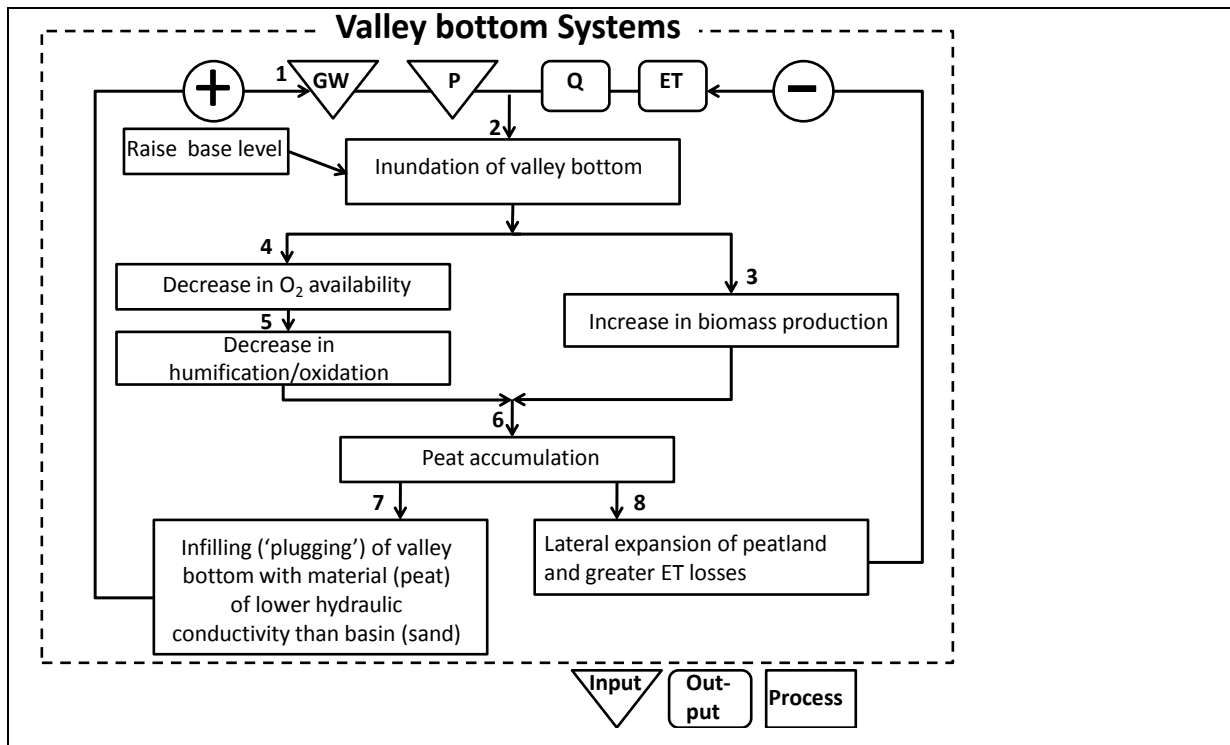 Valley bottom Systems
+
1
GW
P
Q
ET
−
2
Raise base level
Inundation of valley bottom
4
3
Decrease in O₂ availability
Increase in biomass production
5
Decrease in
humification/oxidation
6
Peat accumulation
7
8
Infilling (‘plugging’) of valley
bottom with material (peat)
of lower hydraulic
conductivity than basin (sand)
Lateral expansion of peatland
and greater ET losses
Input
Out-
put
Process